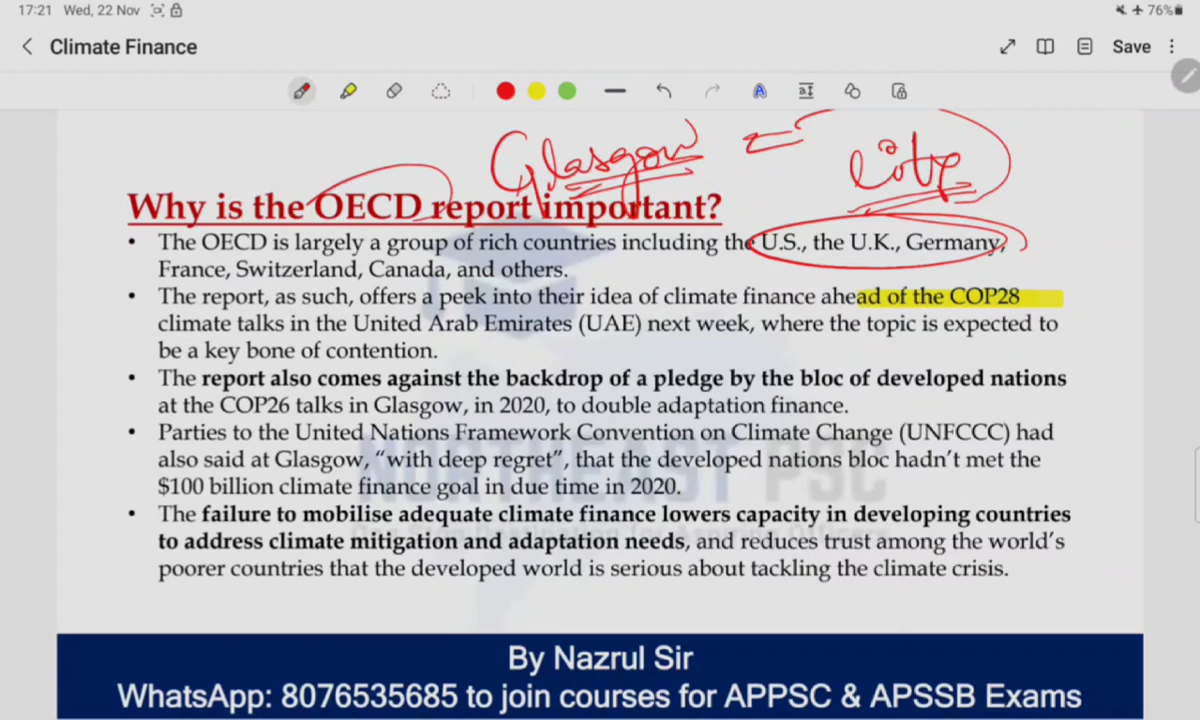 17:21 Wed, 22 Nov 76%
Climate Finance Save
Glasgow
Why is the OECD report important?
• The OECD is largely a group of rich countries including the U.S., the U.K., Germany,
France, Switzerland, Canada, and others.
• The report, as such, offers a peek into their idea of climate finance ahead of the COP28
climate talks in the United Arab Emirates (UAE) next week, where the topic is expected to
be a key bone of contention.
• The report also comes against the backdrop of a pledge by the bloc of developed nations
at the COP26 talks in Glasgow, in 2020, to double adaptation finance.
• Parties to the United Nations Framework Convention on Climate Change (UNFCCC) had
also said at Glasgow, “with deep regret”, that the developed nations bloc hadn’t met the
$100 billion climate finance goal in due time in 2020.
• The failure to mobilise adequate climate finance lowers capacity in developing countries
to address climate mitigation and adaptation needs, and reduces trust among the world’s
poorer countries that the developed world is serious about tackling the climate crisis.
NORTHEAST PSC
By Nazrul Sir
WhatsApp: 8076535685 to join courses for APPSC & APSSB Exams